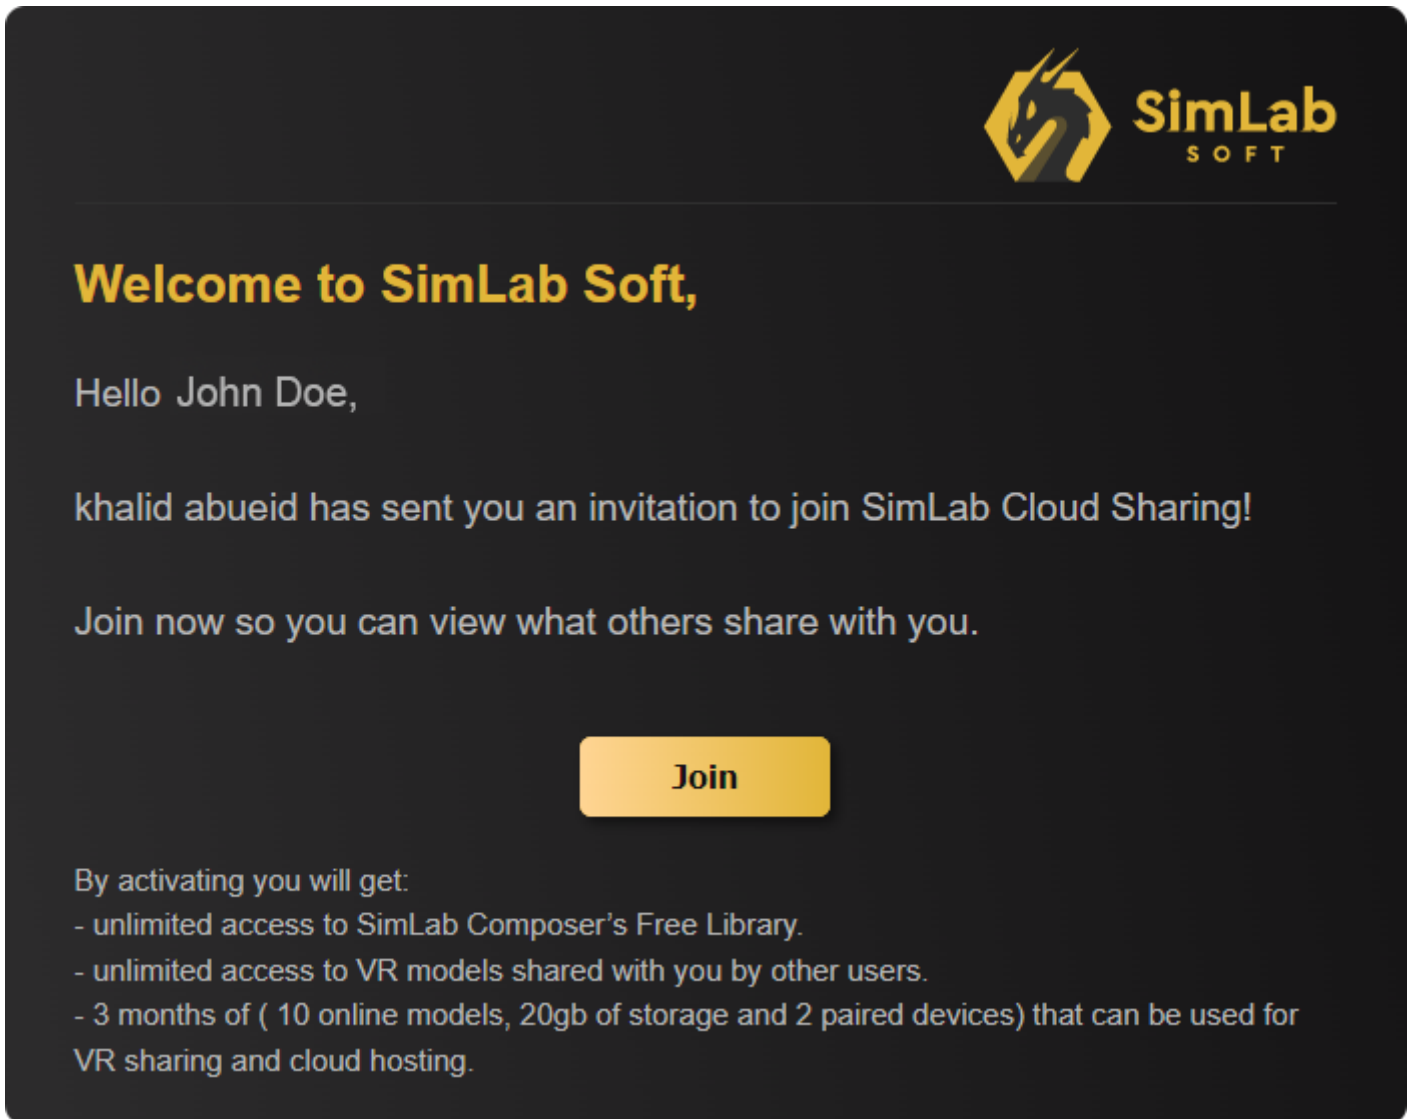 SimLab
SOFT
Welcome to SimLab Soft,
Hello John Doe,
khalid abueid has sent you an invitation to join SimLab Cloud Sharing!
Join now so you can view what others share with you.
Join
By activating you will get:
- unlimited access to SimLab Composer’s Free Library.
- unlimited access to VR models shared with you by other users.
- 3 months of ( 10 online models, 20gb of storage and 2 paired devices) that can be used for
VR sharing and cloud hosting.